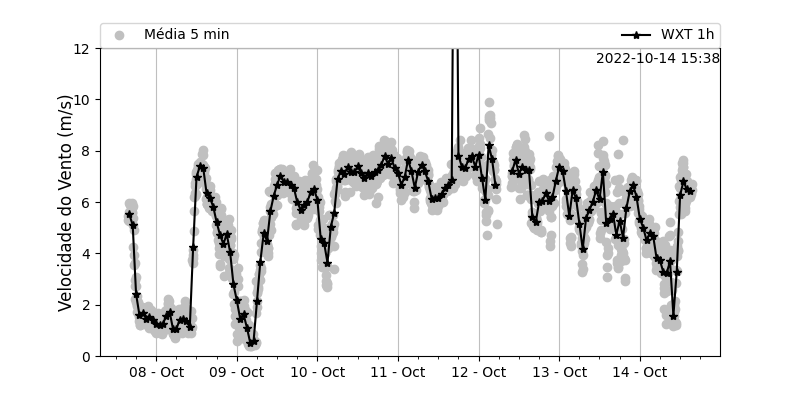 Média 5 min
WXT 1h
2022-10-14 15:38
Velocidade do Vento (m/s)
12
10
8
6
4
2
0
08 - Oct
09 - Oct
10 - Oct
11 - Oct
12 - Oct
13 - Oct
14 - Oct